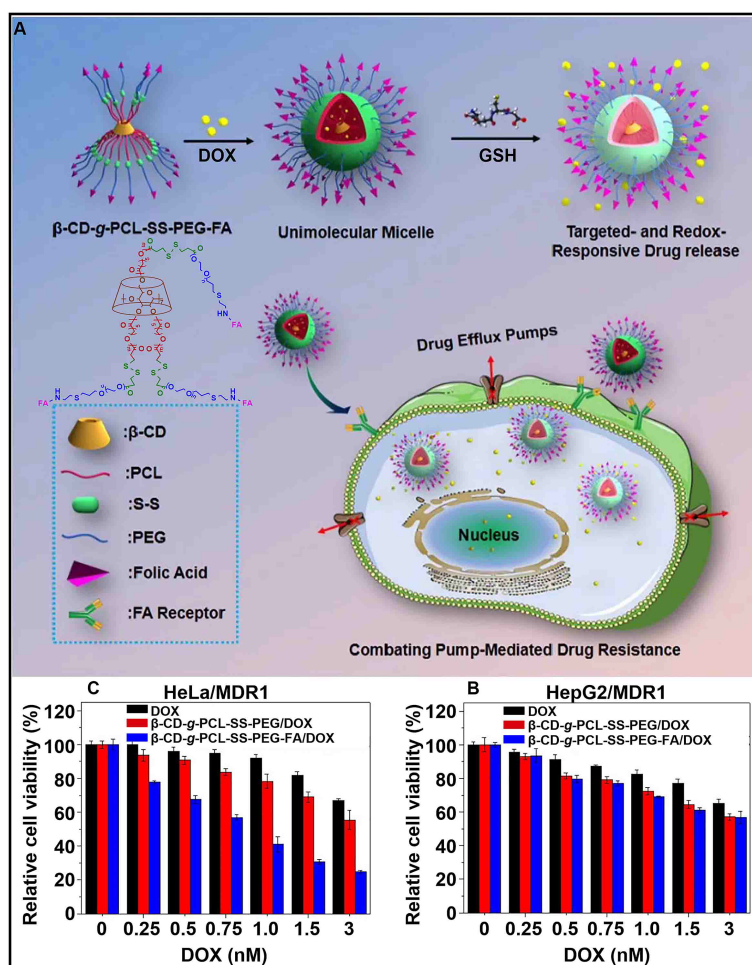 A
DOX
GSH
β-CD-g-PCL-SS-PEG-FA
Unimolecular Micelle
Targeted- and Redox-
Responsive Drug release
HN
FA
H
N
FA
H
N
FA
Drug Efflux Pumps
:β-CD
:PCL
:S-S
:PEG
:Folic Acid
:FA Receptor
Nucleus
Combating Pump-Mediated Drug Resistance
C
HeLa/MDR1
DOX
β-CD-g-PCL-SS-PEG/DOX
β-CD-g-PCL-SS-PEG-FA/DOX
Relative cell viability (%)
120
100
80
60
40
20
0
0 0.25 0.5 0.75 1.0 1.5 3
DOX (nM)
B
HepG2/MDR1
DOX
β-CD-g-PCL-SS-PEG/DOX
β-CD-g-PCL-SS-PEG-FA/DOX
Relative cell viability (%)
120
100
80
60
40
20
0
0 0.25 0.5 0.75 1.0 1.5 3
DOX (nM)